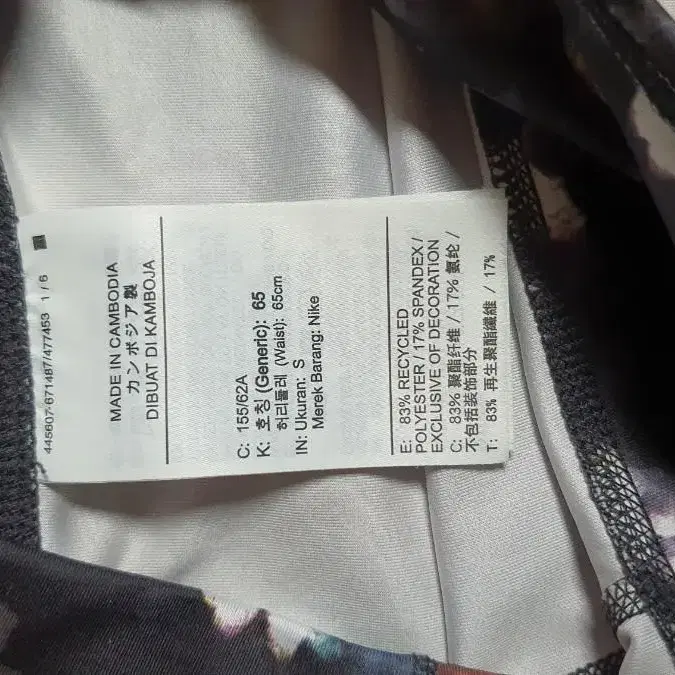 445607-671487/477453 1 / 6
MADE IN CAMBODIA
カンボジア製
DIBUAT DI KAMBOJA
C: 155/62A
K: 호칭 (Generic): 65
허리둘레 (Waist): 65cm
IN: Ukuran: S
Merek Barang: Nike
E: 83% RECYCLED
POLYESTER / 17% SPANDEX /
EXCLUSIVE OF DECORATION
C: 83% 聚酯纤维 / 17% 氨纶 /
不包括装饰部分
T: 83% 再生聚酯纖維 / 17%